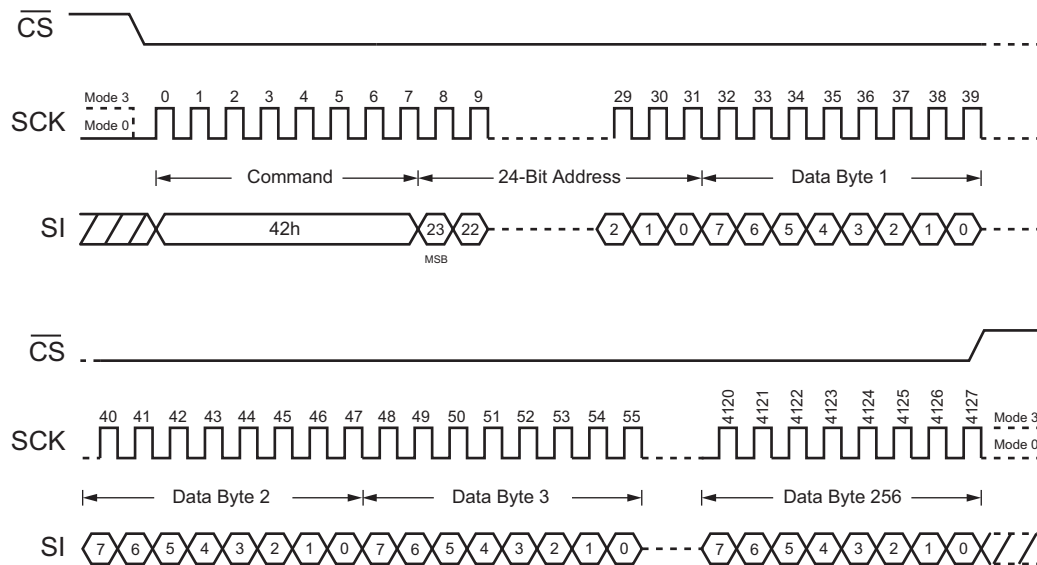 CS
Mode 3 0 1 2 3 4 5 6 7 8 9 29 30 31 32 33 34 35 36 37 38 39
SCK
Mode 0
Command 24-Bit Address Data Byte 1
SI 42h 23 22 2 1 0 7 6 5 4 3 2 1 0
MSB
CS
40 41 42 43 44 45 46 47 48 49 50 51 52 53 54 55 4120 4121 4122 4123 4124 4125 4126 4127 Mode 3
SCK Mode 0
Data Byte 2 Data Byte 3 Data Byte 256
SI 7 6 5 4 3 2 1 0 7 6 5 4 3 2 1 0 7 6 5 4 3 2 1 0